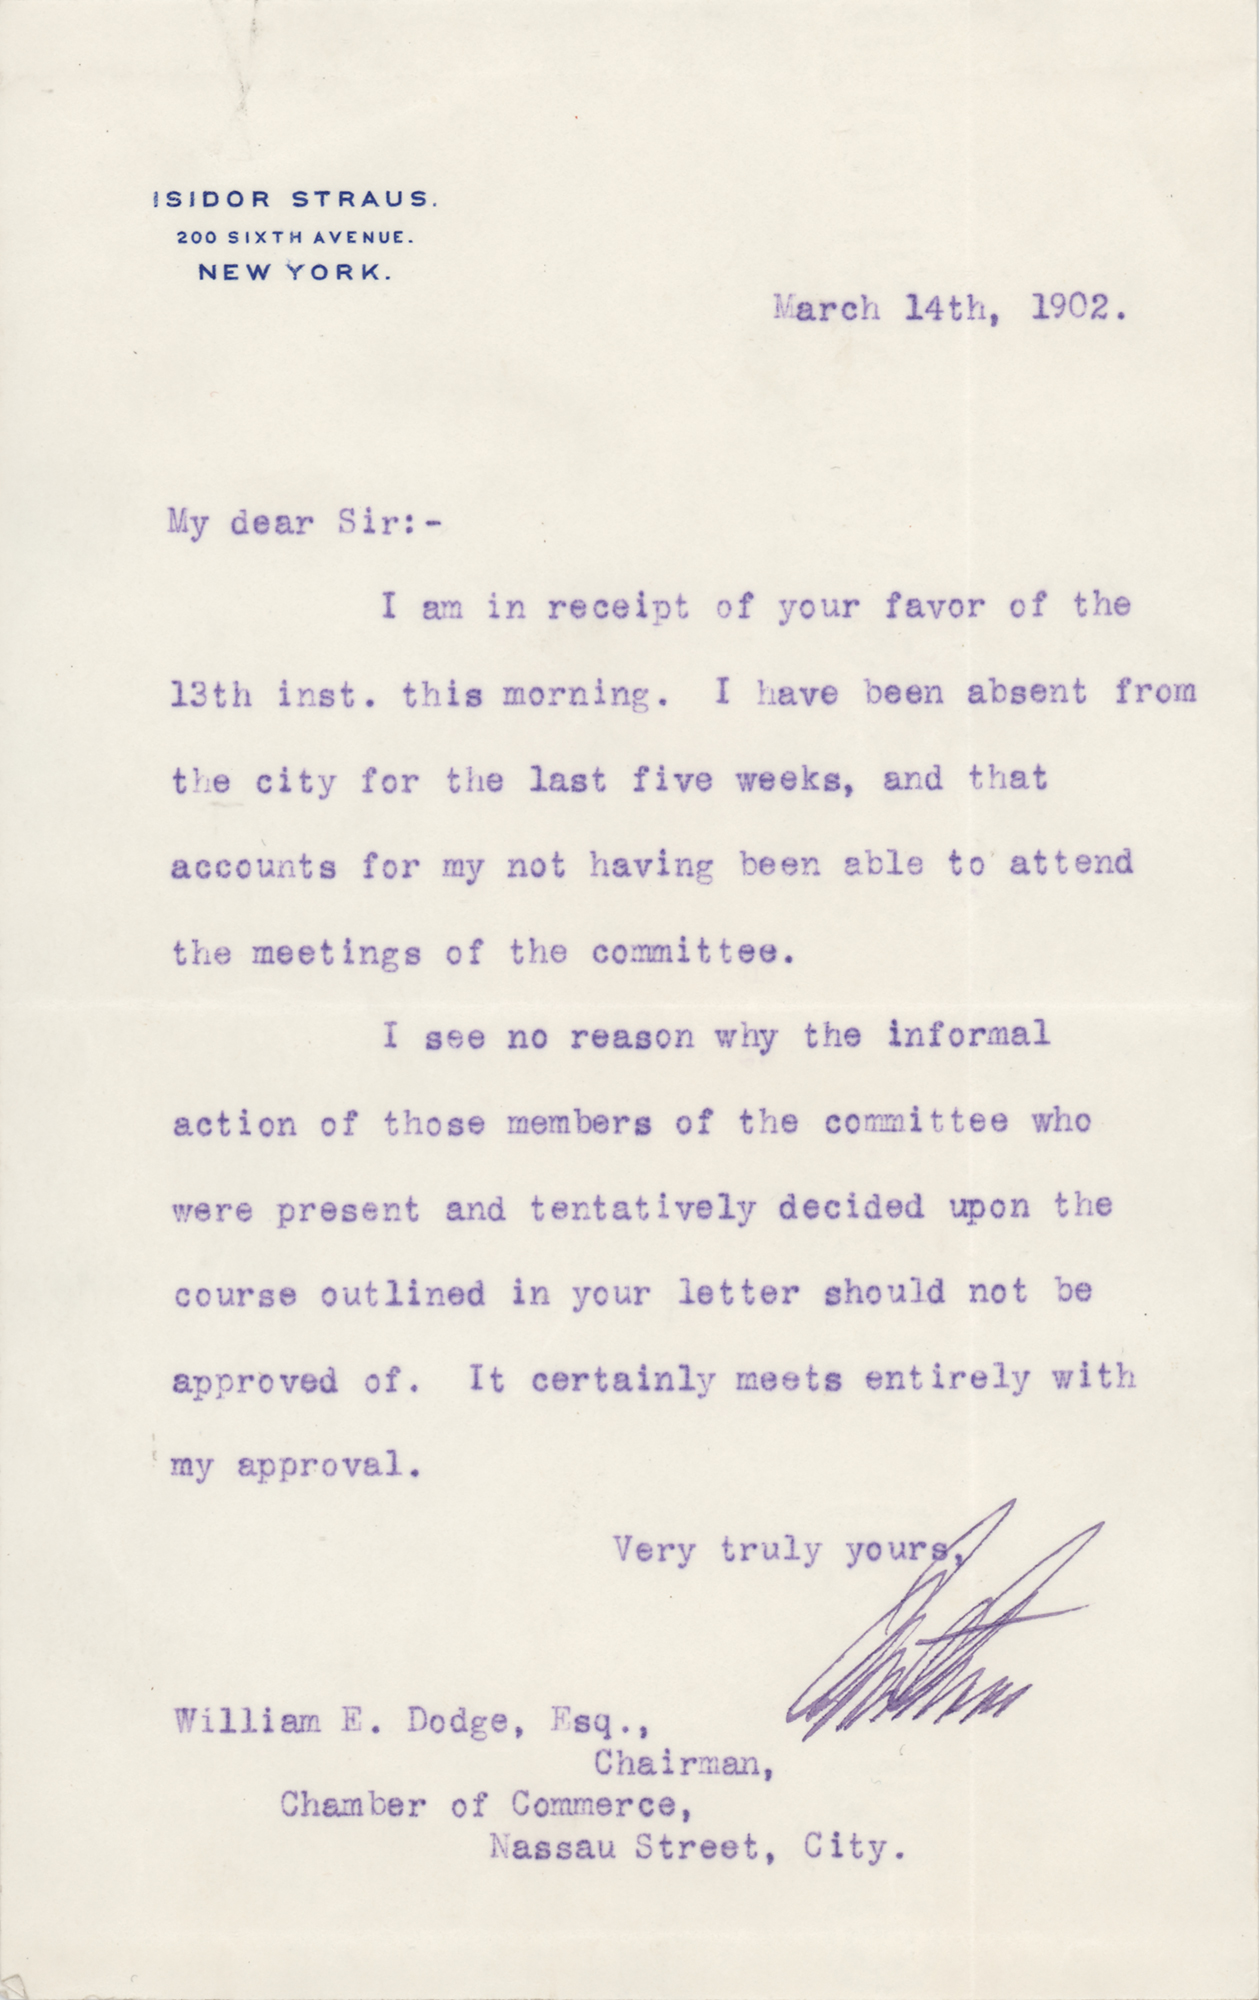 ISIDOR STRAUS.
200 SIXTH AVENUE.
NEW YORK.
March 14th, 1902.
My dear Sir:-
I am in receipt of your favor of the
13th inst. this morning. I have been absent from
the city for the last five weeks, and that
accounts for my not having been able to attend
the meetings of the committee.
I see no reason why the informal
action of those members of the committee who
were present and tentatively decided upon the
course outlined in your letter should not be
approved of. It certainly meets entirely with
my approval.
Very truly yours,
William E. Dodge, Esq.,
Chairman,
Chamber of Commerce,
Nassau Street, City.